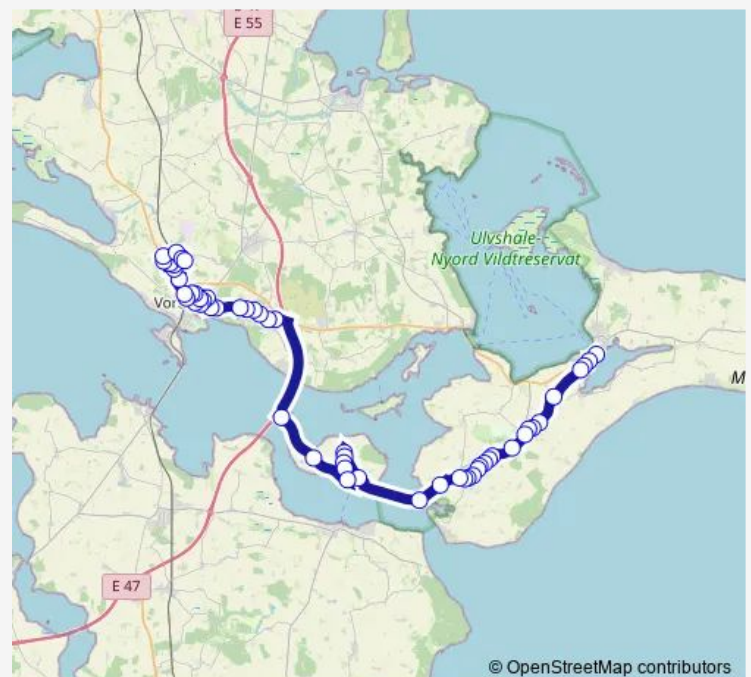 E 55
Ulvshale-
Nyord Vildtreservat
Vor
M
E 47
© OpenStreetMap contributors